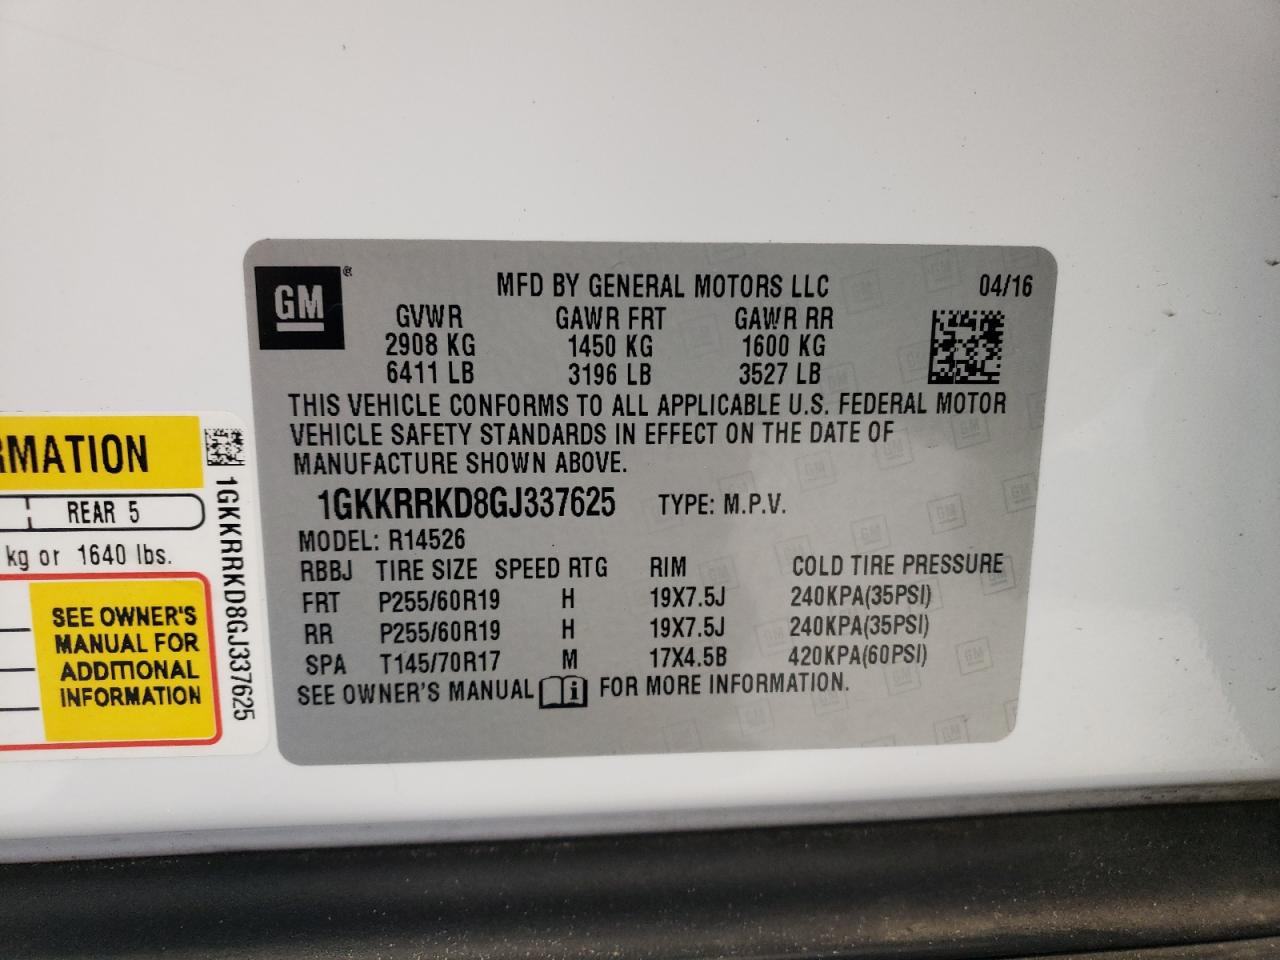 GM
®
MFD BY GENERAL MOTORS LLC 04/16
GVWR GAWR FRT GAWR RR
2908 KG 1450 KG 1600 KG
6411 LB 3196 LB 3527 LB
THIS VEHICLE CONFORMS TO ALL APPLICABLE U.S. FEDERAL MOTOR
VEHICLE SAFETY STANDARDS IN EFFECT ON THE DATE OF
MANUFACTURE SHOWN ABOVE.
1GKKRRKD8GJ337625 TYPE: M.P.V.
MODEL: R14526
RBBJ TIRE SIZE SPEED RTG RIM COLD TIRE PRESSURE
FRT P255/60R19 H 19X7.5J 240KPA(35PSI)
RR P255/60R19 H 19X7.5J 240KPA(35PSI)
SPA T145/70R17 M 17X4.5B 420KPA(60PSI)
SEE OWNER'S MANUAL FOR MORE INFORMATION.
RMATION
REAR 5
kg or 1640 lbs.
SEE OWNER'S
MANUAL FOR
ADDITIONAL
INFORMATION
1GKKRRKD8GJ337625